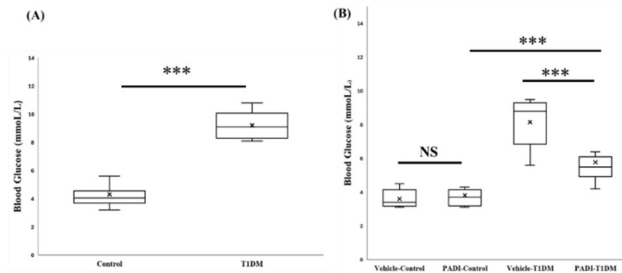 (A)
14
12
10
8
6
4
2
0
Blood Glucose (mmoL/L)
***
Control
T1DM
(B)
14
12
10
8
6
4
2
0
Blood Glucose (mmoL/L)
***
***
NS
Vehicle-Control
PADI-Control
Vehicle-T1DM
PADI-T1DM